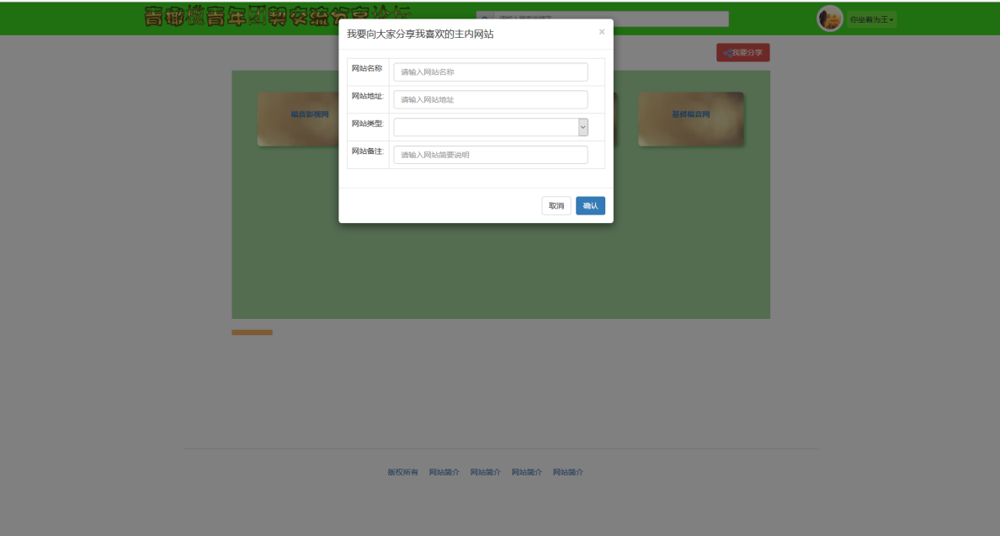 青橄榄青年团契交流分享论坛
你坐着为王
我要向大家分享我喜欢的主内网站
×
我要分享
网站名称
请输入网站名称
网站地址:
请输入网站地址
网站类型:
网站备注:
请输入网站简要说明
取消
确认
福音影视网
基督福音网
版权所有 网站简介 网站简介 网站简介 网站简介